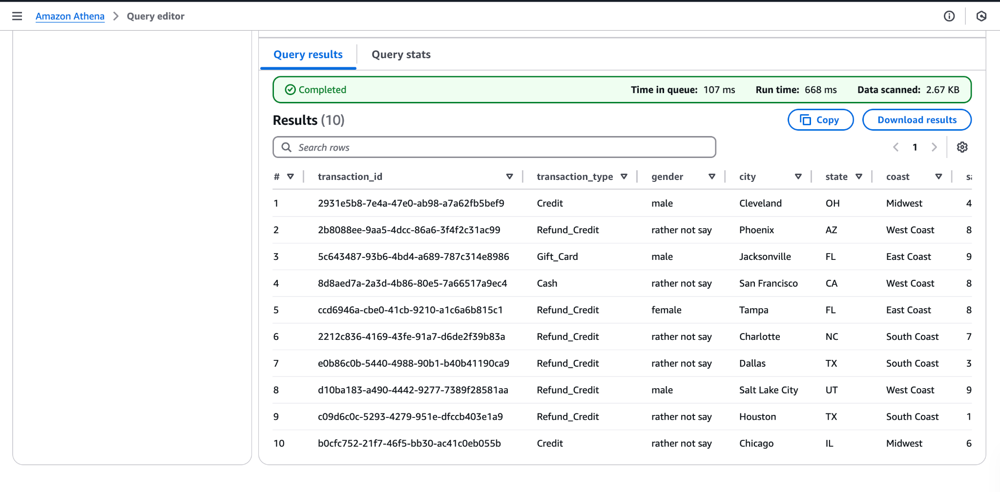 Amazon Athena > Query editor
Query results Query stats
Completed Time in queue: 107 ms Run time: 668 ms Data scanned: 2.67 KB
Results (10) Copy Download results
Search rows 1
# transaction_id transaction_type gender city state coast
1 2931e5b8-7e4a-47e0-ab98-a7a62fb5bef9 Credit male Cleveland OH Midwest 4
2 2b8088ee-9aa5-4dcc-86a6-3f4f2c31ac99 Refund_Credit rather not say Phoenix AZ West Coast 8
3 5c643487-93b6-4bd4-a689-787c314e8986 Gift_Card male Jacksonville FL East Coast 9
4 8d8aed7a-2a3d-4b86-80e5-7a66517a9ec4 Cash rather not say San Francisco CA West Coast 8
5 ccd6946a-cbe0-41cb-9210-a1c6a6b815c1 Refund_Credit female Tampa FL East Coast 8
6 2212c836-4169-43fe-91a7-d6de2f39b83a Refund_Credit rather not say Charlotte NC South Coast 7
7 e0b86c0b-5440-4988-90b1-b40b41190ca9 Refund_Credit rather not say Dallas TX South Coast 3
8 d10ba183-a490-4442-9277-7389f28581aa Refund_Credit male Salt Lake City UT West Coast 9
9 c09d6c0c-5293-4279-951e-dfccb403e1a9 Refund_Credit rather not say Houston TX South Coast 1
10 b0cfc752-21f7-46f5-bb30-ac41c0eb055b Credit rather not say Chicago IL Midwest 6